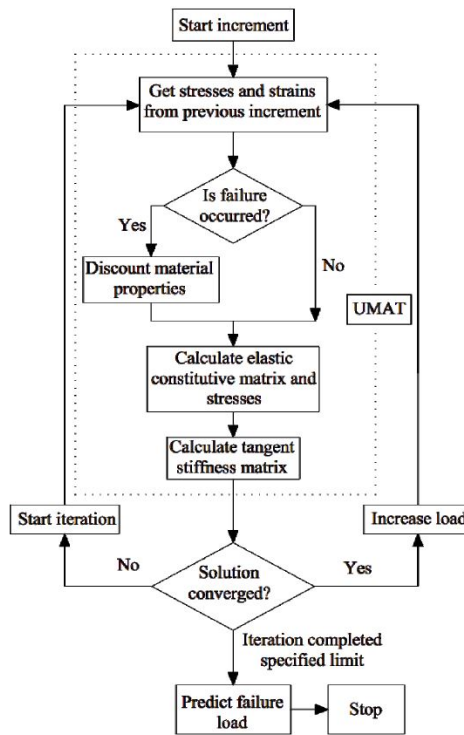 Start increment
Get stresses and strains
from previous increment
Is failure
occurred?
Yes
No
Discount material
properties
UMAT
Calculate elastic
constitutive matrix and
stresses
Calculate tangent
stiffness matrix
Start iteration
Increase load
No
Solution
converged?
Yes
Iteration completed
specified limit
Predict failure
load
Stop